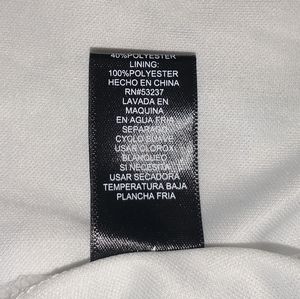 40%POLYESTER
LINING:
100%POLYESTER
HECHO EN CHINA
RN#53237
LAVADA EN
MAQUINA
EN AGUA FRIA
SEPARADO
CYCLO SUAVE
USAR CLOROX
BLANQUEO
SI NECESITA
USAR SECADORA
TEMPERATURA BAJA
PLANCHA FRIA